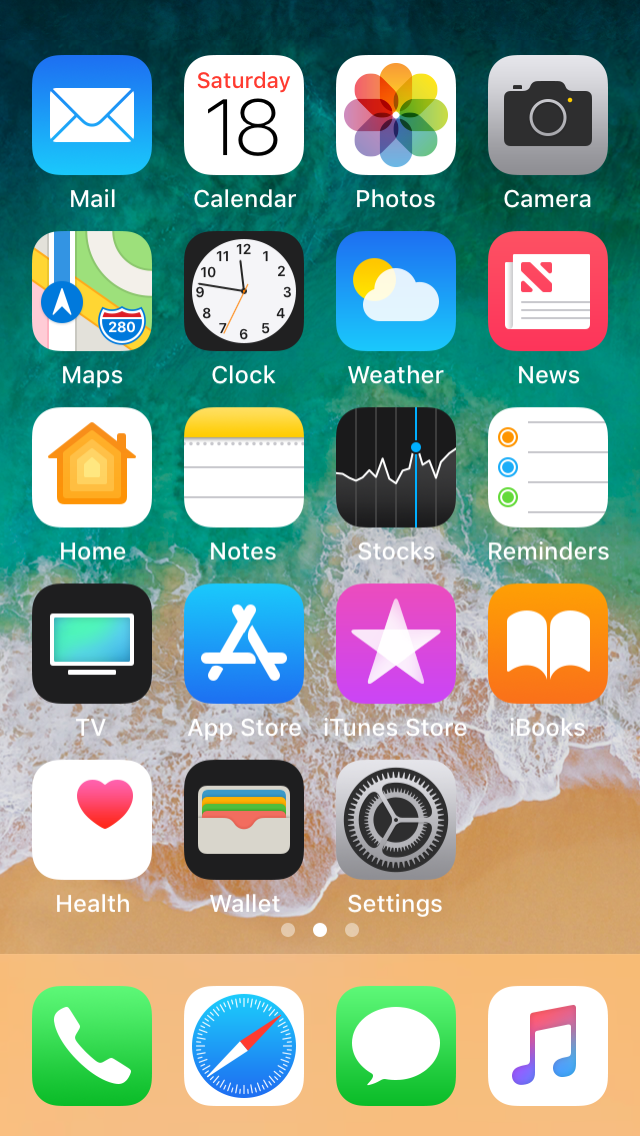 Saturday
18
Mail Calendar Photos Camera
280
12
11 1
10 2
9 3
8 4
7 5
6
Maps Clock Weather News
Home Notes Stocks Reminders
TV App Store iTunes Store iBooks
Health Wallet Settings